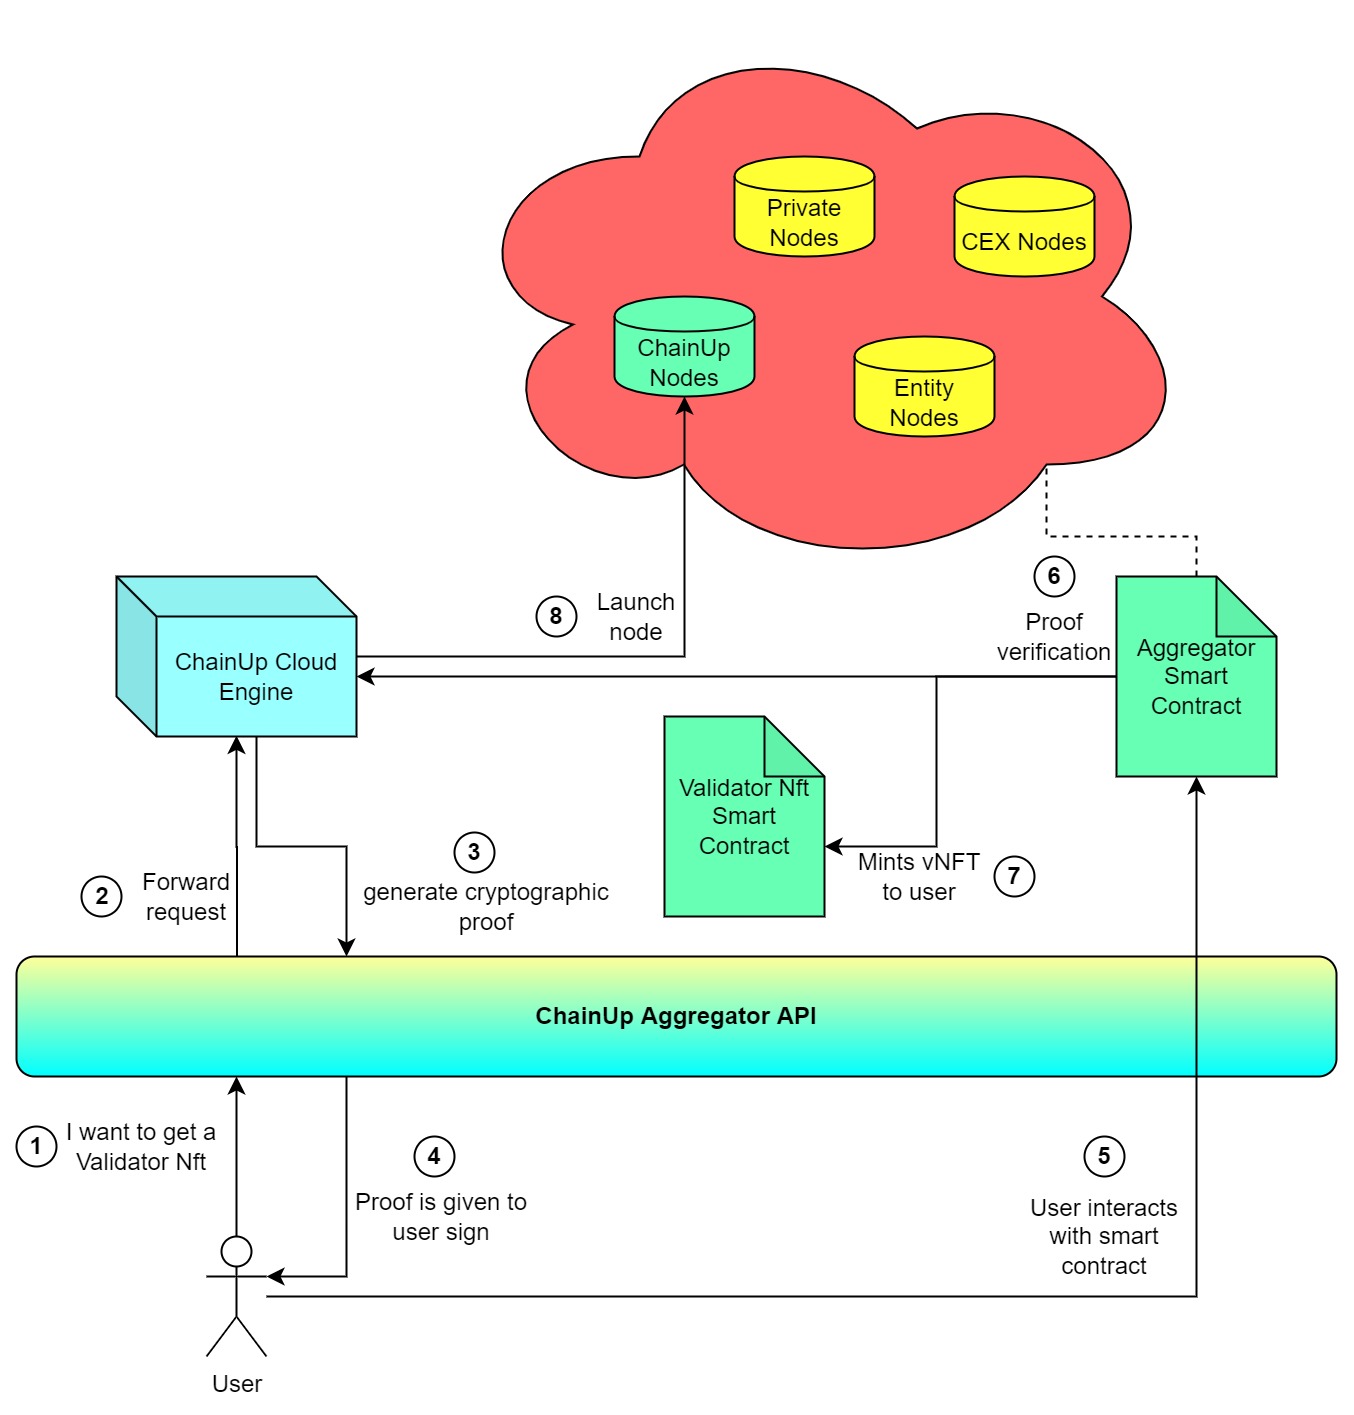 Private
Nodes
CEX Nodes
ChainUp
Nodes
Entity
Nodes
6
Proof
verification
8
Launch
node
ChainUp Cloud
Engine
Aggregator
Smart
Contract
Validator Nft
Smart
Contract
3
generate cryptographic
proof
2
Forward
request
Mints vNFT
to user
7
ChainUp Aggregator API
1
I want to get a
Validator Nft
4
Proof is given to
user sign
5
User interacts
with smart
contract
User